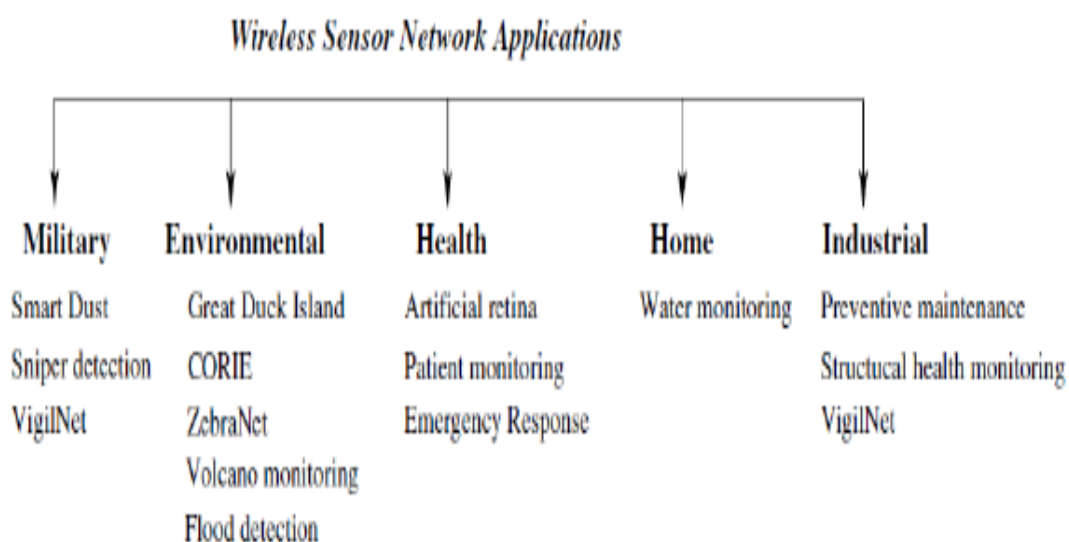 Wireless Sensor Network Applications
Military
Environmental
Health
Home
Industrial
Smart Dust
Great Duck Island
Artificial retina
Water monitoring
Preventive maintenance
Sniper detection
CORIE
Patient monitoring
Structucal health monitoring
VigilNet
ZebraNet
Emergency Response
VigilNet
Volcano monitoring
Flood detection